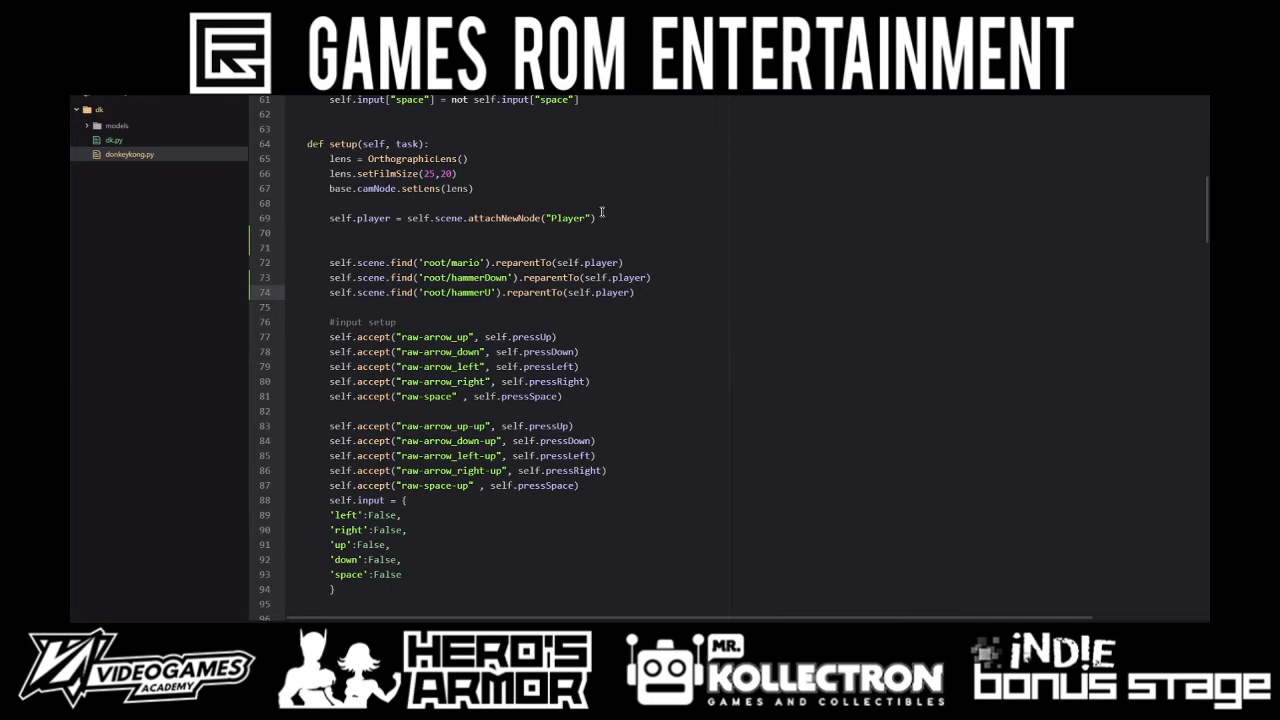 GAMES ROM ENTERTAINMENT
dk
models
dk.py
donkeykong.py
61 self.input["space"] = not self.input["space"]
62
63
64 def setup(self, task):
65 lens = OrthographicLens()
66 lens.setFilmSize(25,20)
67 base.camNode.setLens(lens)
68
69 self.player = self.scene.attachNewNode("Player")
70
71
72 self.scene.find('root/mario').reparentTo(self.player)
73 self.scene.find('root/hammerDown').reparentTo(self.player)
74 self.scene.find('root/hammerU').reparentTo(self.player)
75
76 #input setup
77 self.accept("raw-arrow_up", self.pressUp)
78 self.accept("raw-arrow_down", self.pressDown)
79 self.accept("raw-arrow_left", self.pressLeft)
80 self.accept("raw-arrow_right", self.pressRight)
81 self.accept("raw-space" , self.pressSpace)
82
83 self.accept("raw-arrow_up-up", self.pressUp)
84 self.accept("raw-arrow_down-up", self.pressDown)
85 self.accept("raw-arrow_left-up", self.pressLeft)
86 self.accept("raw-arrow_right-up", self.pressRight)
87 self.accept("raw-space-up" , self.pressSpace)
88 self.input = {
89 'left':False,
90 'right':False,
91 'up':False,
92 'down':False,
93 'space':False
94 }
95
96
VIDEOGAMES
ACADEMY
HERO'S
ARMOR
MR.
KOLLECTRON
GAMES AND COLLECTIBLES
INDIE
BONUS STAGE